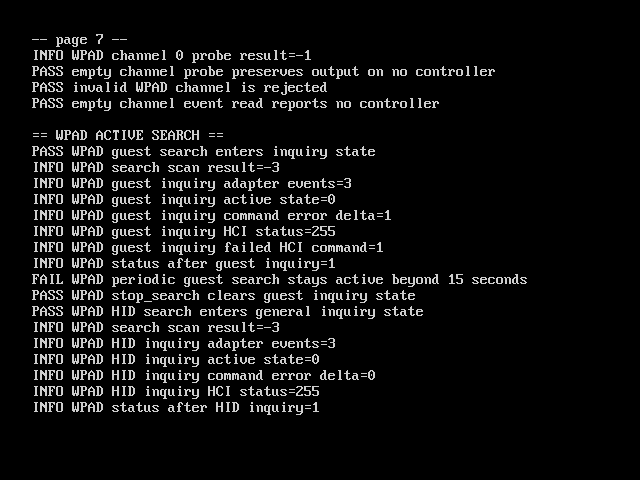 -- page 7 --
INFO WPAD channel 0 probe result=-1
PASS empty channel probe preserves output on no controller
PASS invalid WPAD channel is rejected
PASS empty channel event read reports no controller
== WPAD ACTIVE SEARCH ==
PASS WPAD guest search enters inquiry state
INFO WPAD search scan result=-3
INFO WPAD guest inquiry adapter events=3
INFO WPAD guest inquiry active state=0
INFO WPAD guest inquiry command error delta=1
INFO WPAD guest inquiry HCI status=255
INFO WPAD guest inquiry failed HCI command=1
INFO WPAD status after guest inquiry=1
FAIL WPAD periodic guest search stays active beyond 15 seconds
PASS WPAD stop_search clears guest inquiry state
PASS WPAD HID search enters general inquiry state
INFO WPAD search scan result=-3
INFO WPAD HID inquiry adapter events=3
INFO WPAD HID inquiry active state=0
INFO WPAD HID inquiry command error delta=0
INFO WPAD HID inquiry HCI status=255
INFO WPAD status after HID inquiry=1